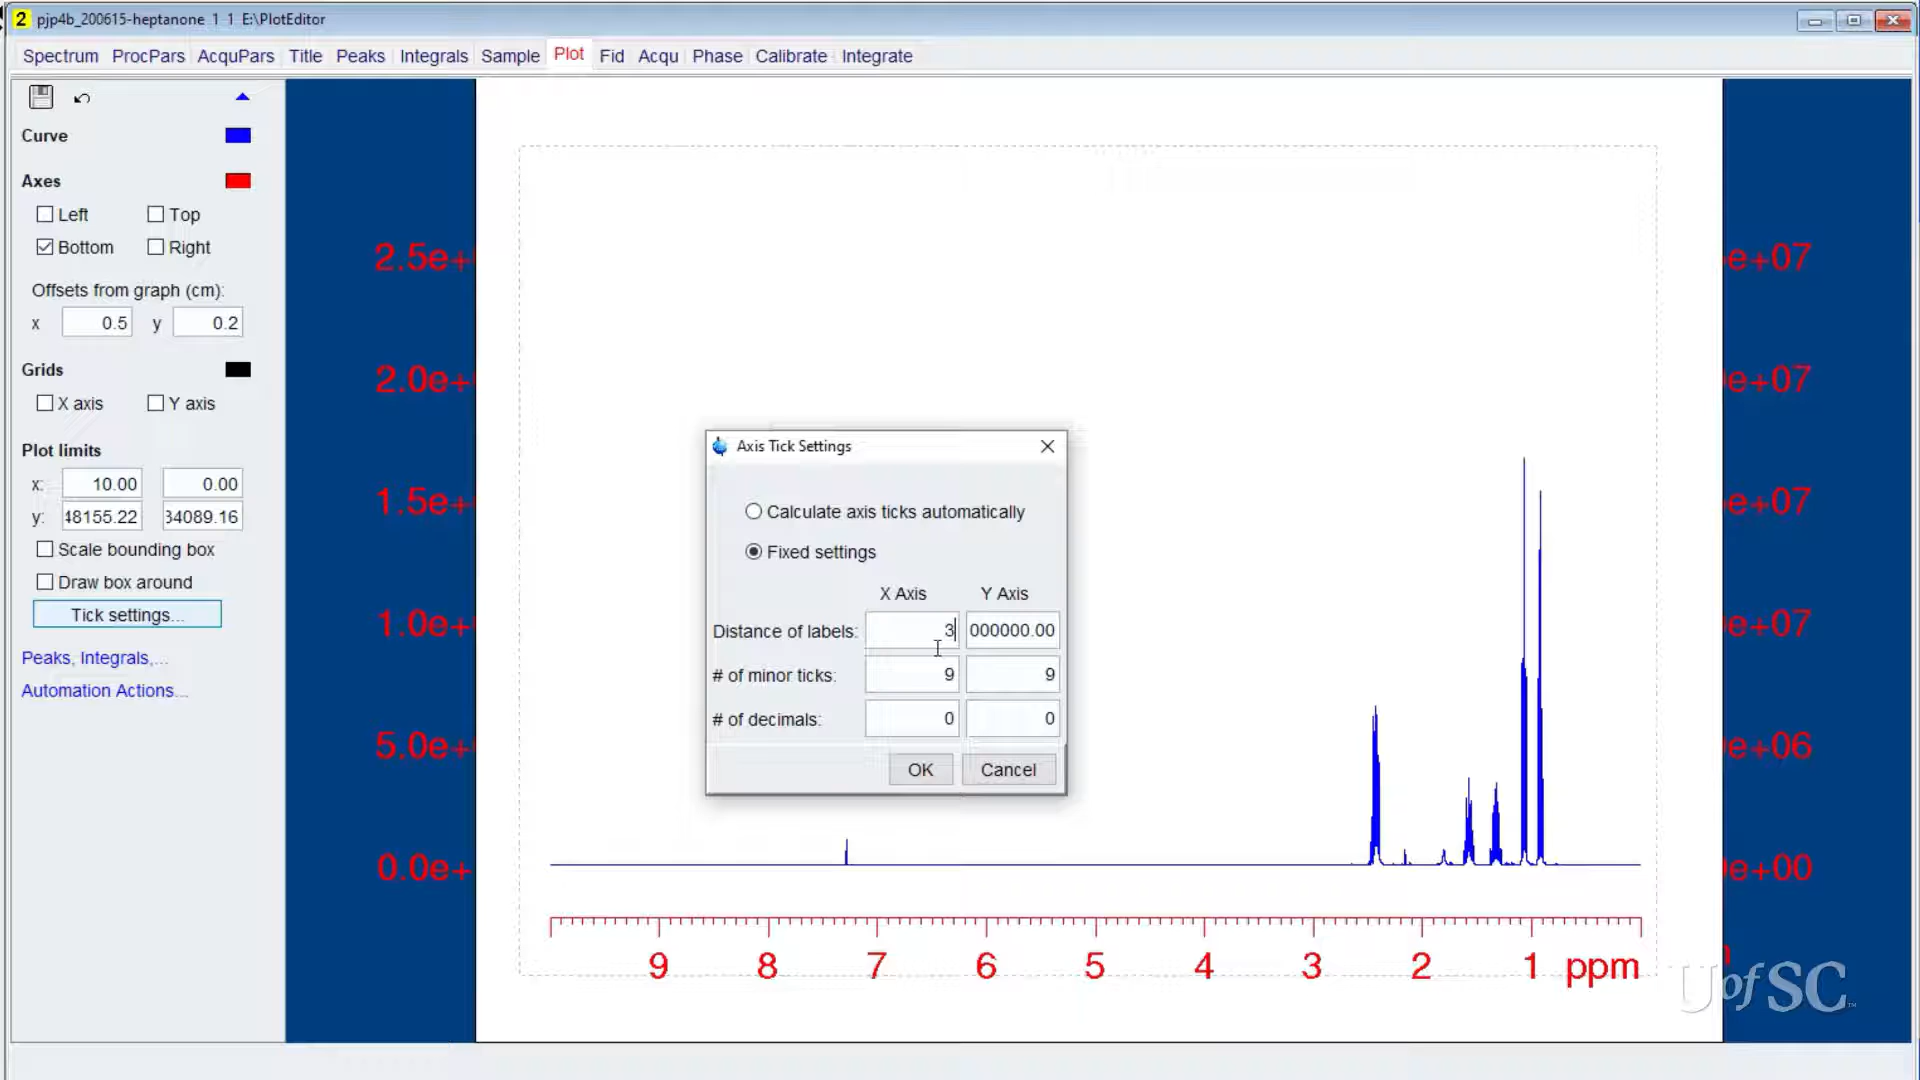 2 pjp4b_200615-heptanone 1 1 E:\PlotEditor
Spectrum ProcPars AcquPars Title Peaks Integrals Sample Plot Fid Acqu Phase Calibrate Integrate
Curve
Axes
Left Top
Bottom Right
Offsets from graph (cm):
x 0.5 y 0.2
Grids
X axis Y axis
Plot limits
x: 10.00 0.00
y: 48155.22 34089.16
Scale bounding box
Draw box around
Tick settings...
Peaks, Integrals,...
Automation Actions...
2.5e+ e+07
2.0e+ e+07
1.5e+ e+07
1.0e+ e+07
5.0e+ e+06
0.0e+ e+00
Axis Tick Settings
Calculate axis ticks automatically
Fixed settings
X Axis Y Axis
Distance of labels: 3 000000.00
# of minor ticks: 9 9
# of decimals: 0 0
OK Cancel
9 8 7 6 5 4 3 2 1 ppm
UofSC